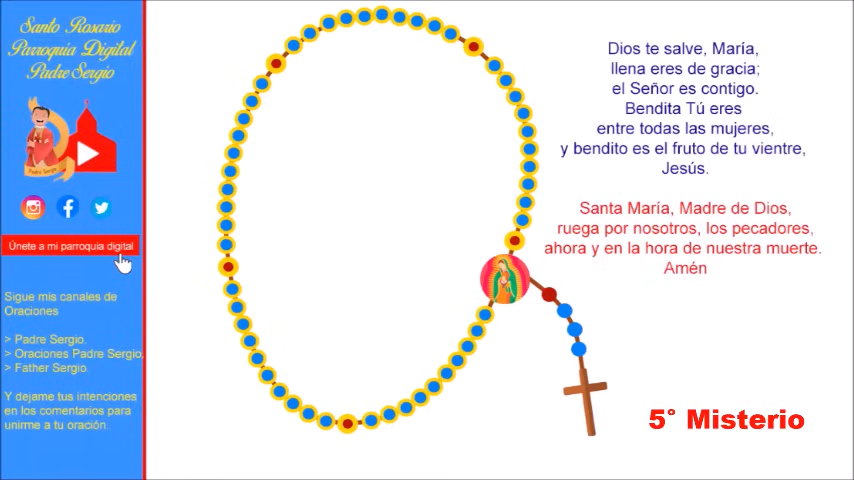 Santo Rosario
Parroquia Digital
Padre Sergio
Padre Sergio
Únete a mi parroquia digital
Sigue mis canales de
Oraciones
> Padre Sergio.
> Oraciones Padre Sergio.
> Father Sergio.
Y dejame tus intenciones
en los comentarios para
unirme a tu oración.
Dios te salve, María,
llena eres de gracia;
el Señor es contigo.
Bendita Tú eres
entre todas las mujeres,
y bendito es el fruto de tu vientre,
Jesús.
Santa María, Madre de Dios,
ruega por nosotros, los pecadores,
ahora y en la hora de nuestra muerte.
Amén
5° Misterio